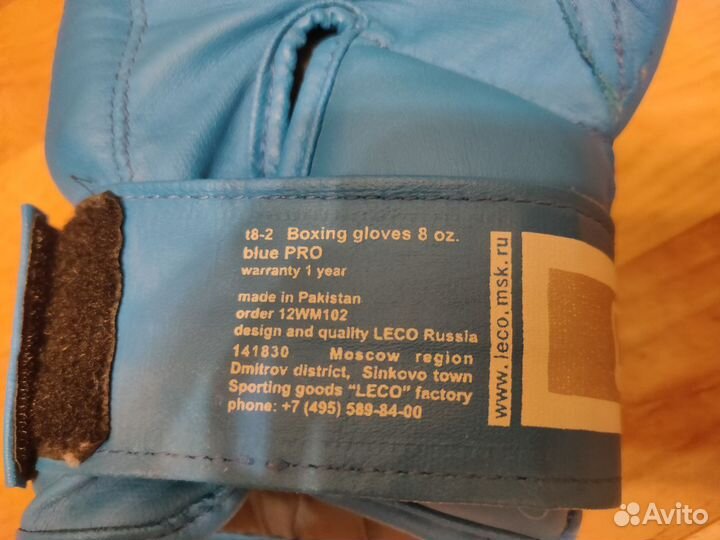 t8-2 Boxing gloves 8 oz.
blue PRO
warranty 1 year
made in Pakistan
order 12WM102
design and quality LECO Russia
141830 Moscow region
Dmitrov district, Sinkovo town
Sporting goods “LECO” factory
phone: +7 (495) 589-84-00
www.leco.msk.ru
Avito